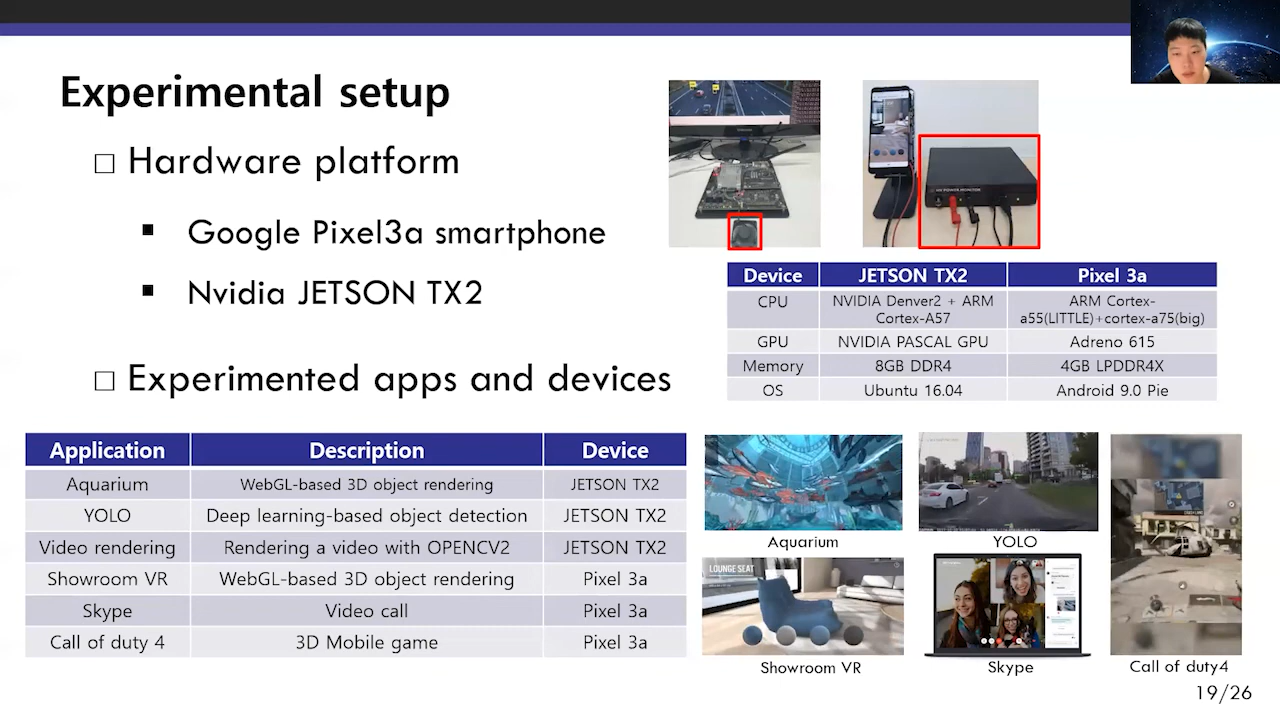 Experimental setup
□ Hardware platform
▪ Google Pixel3a smartphone
▪ Nvidia JETSON TX2
□ Experimented apps and devices
Device JETSON TX2 Pixel 3a
CPU NVIDIA Denver2 + ARM Cortex-A57 ARM Cortex-a55(LITTLE)+cortex-a75(big)
GPU NVIDIA PASCAL GPU Adreno 615
Memory 8GB DDR4 4GB LPDDR4X
OS Ubuntu 16.04 Android 9.0 Pie
Application Description Device
Aquarium WebGL-based 3D object rendering JETSON TX2
YOLO Deep learning-based object detection JETSON TX2
Video rendering Rendering a video with OPENCV2 JETSON TX2
Showroom VR WebGL-based 3D object rendering Pixel 3a
Skype Video call Pixel 3a
Call of duty 4 3D Mobile game Pixel 3a
Aquarium
YOLO
LOUNGE SEAT
Showroom VR
Skype
Call of duty4
19/26